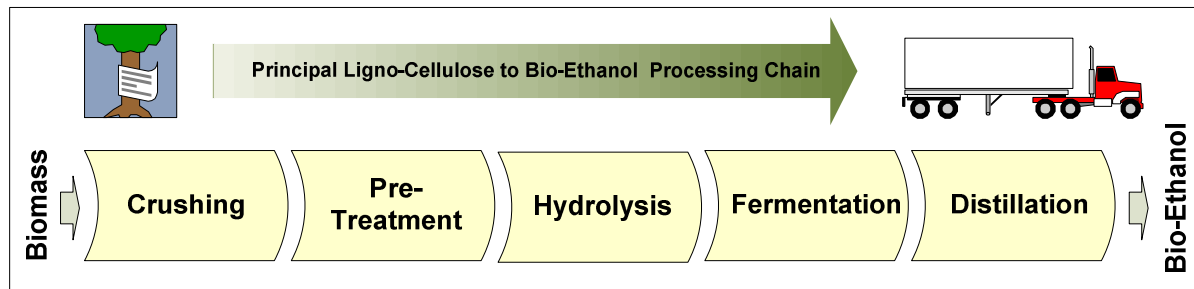 Principal Ligno-Cellulose to Bio-Ethanol Processing Chain
Biomass
Crushing
Pre-
Treatment
Hydrolysis
Fermentation
Distillation
Bio-Ethanol